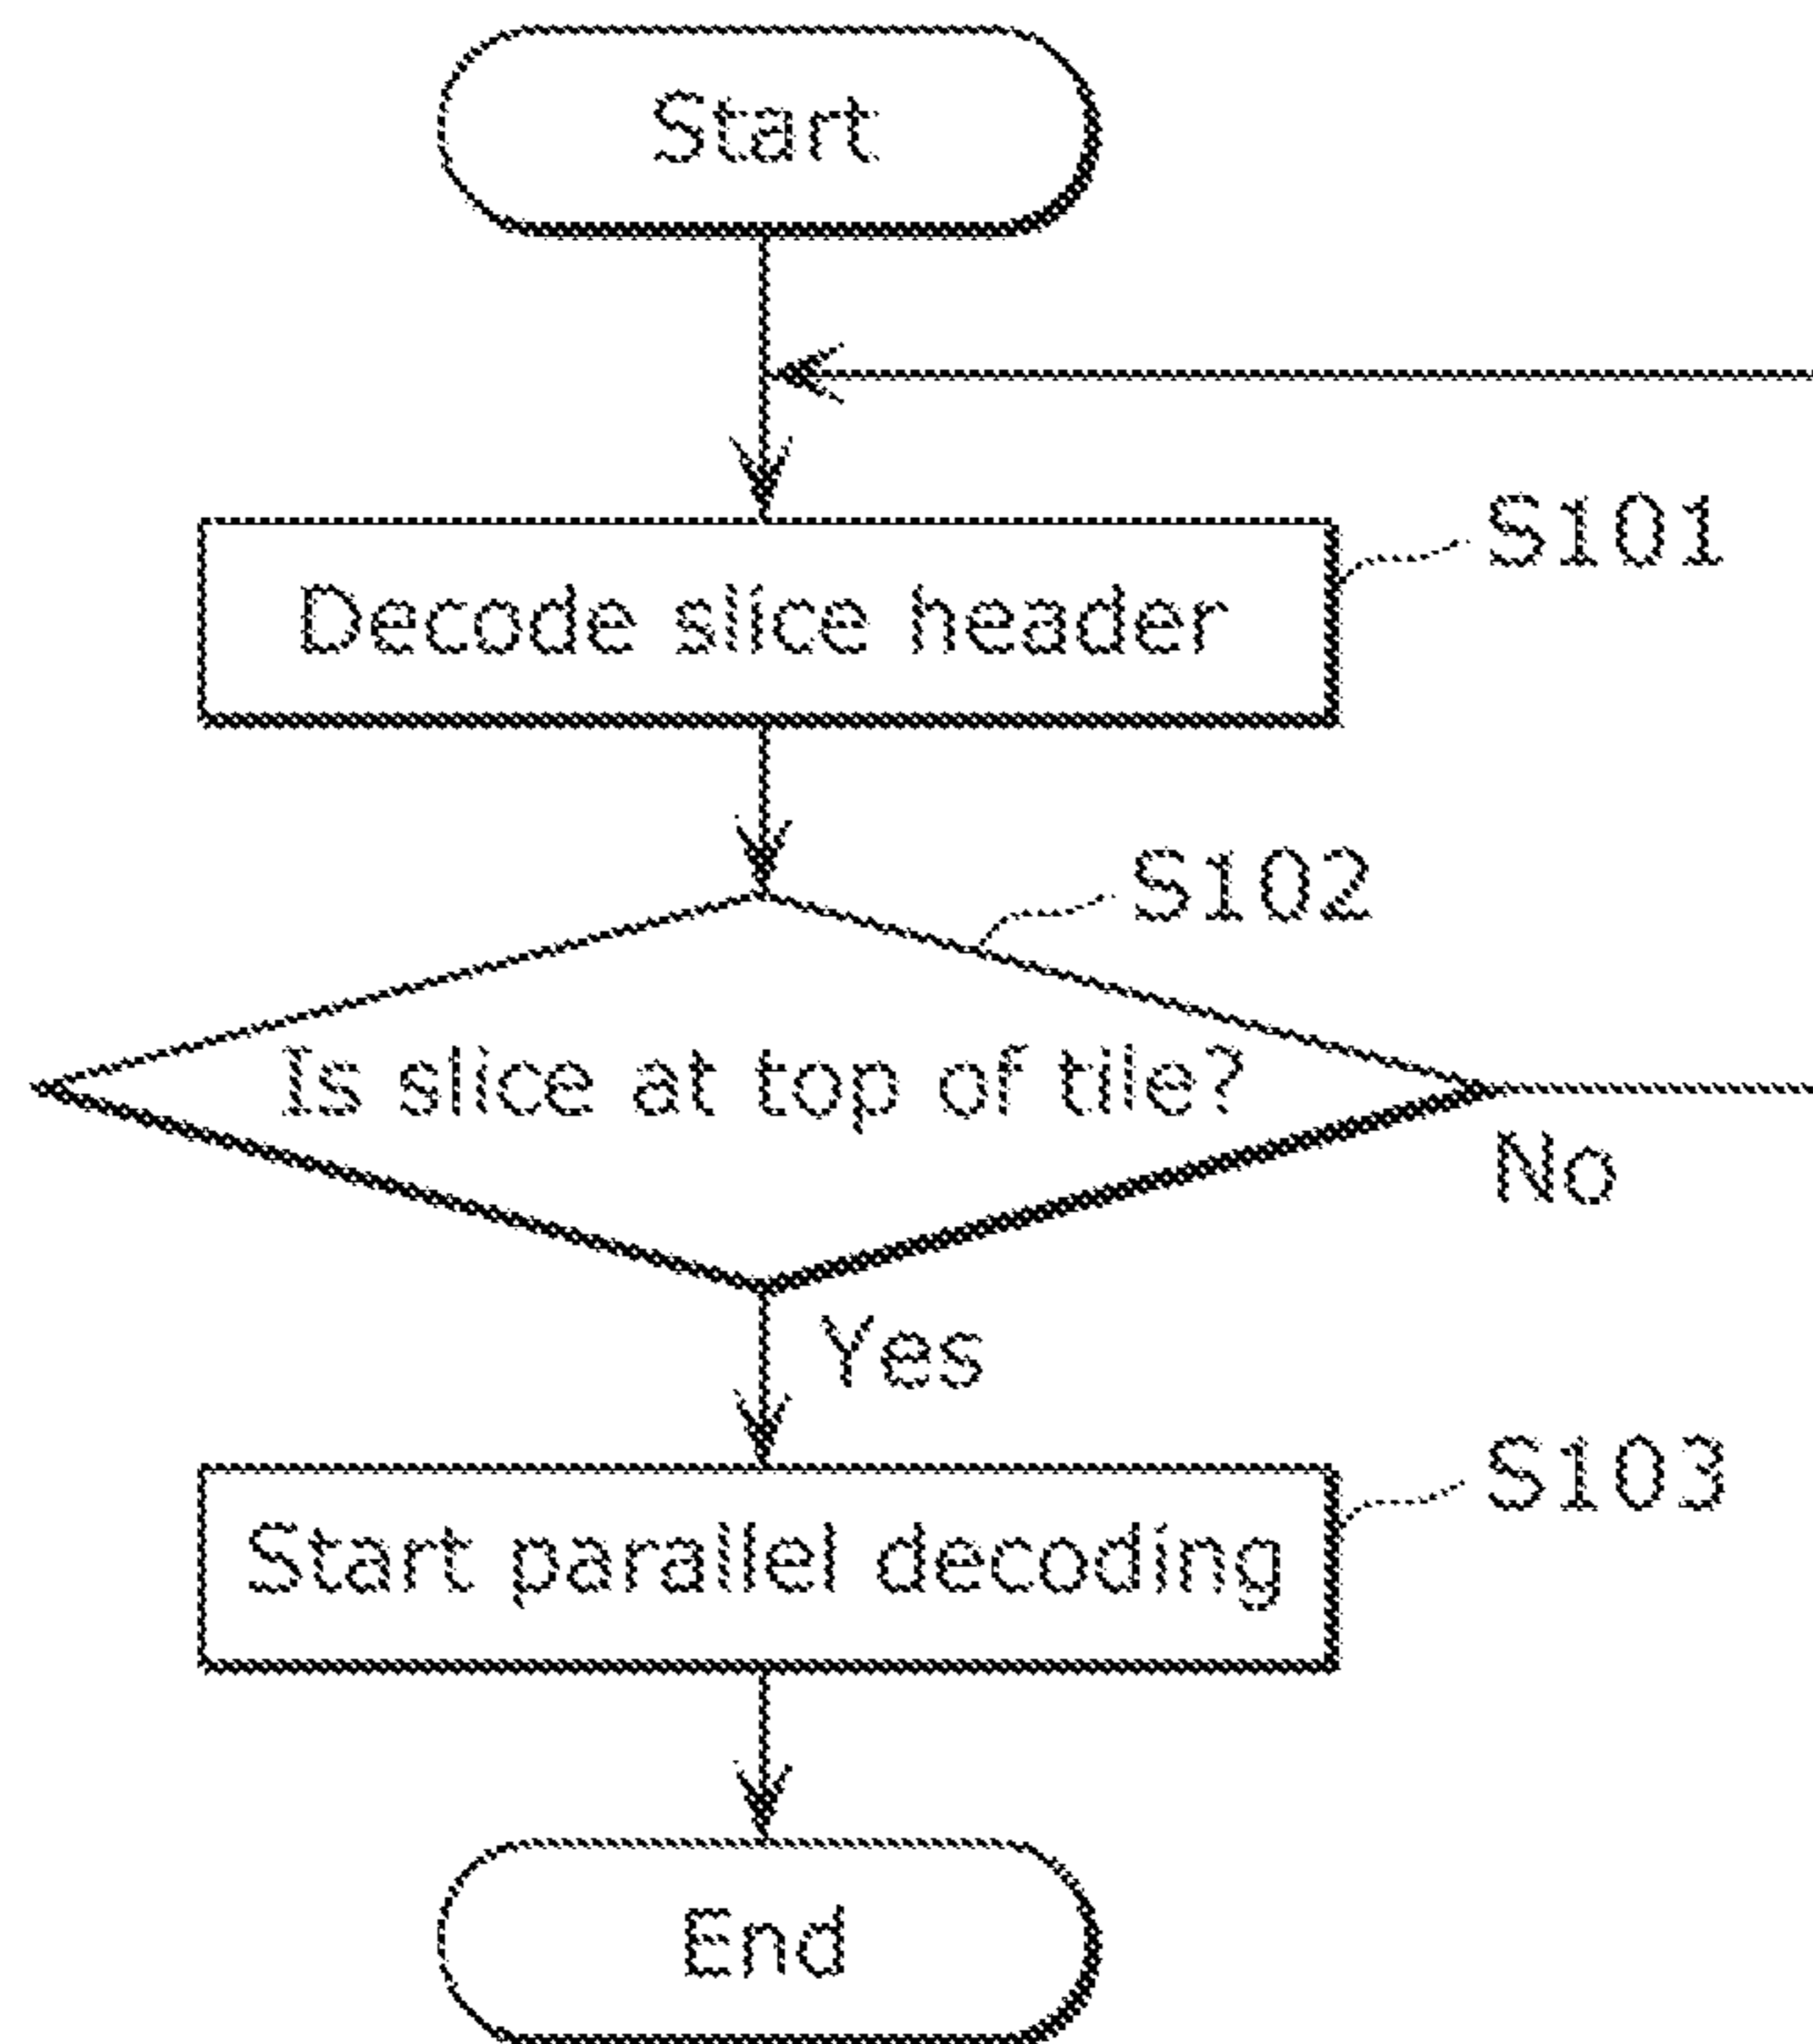 Start
S101
Decode slice header
S102
Is slice at top of tile?
No
Yes
S103
Start parallel decoding
End